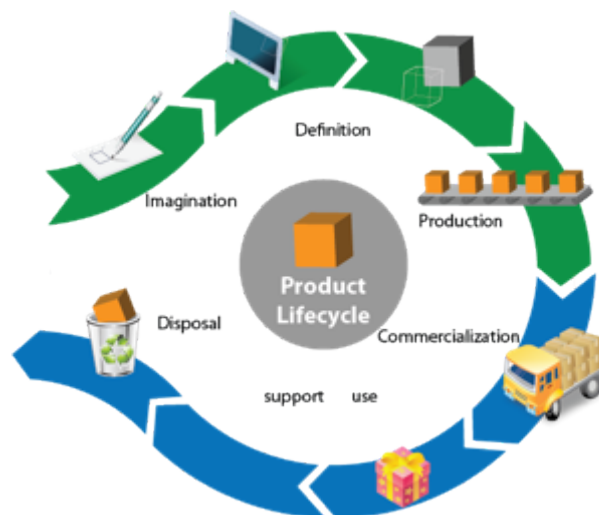 Definition
Imagination
Production
Product
Lifecycle
Commercialization
Disposal
support use